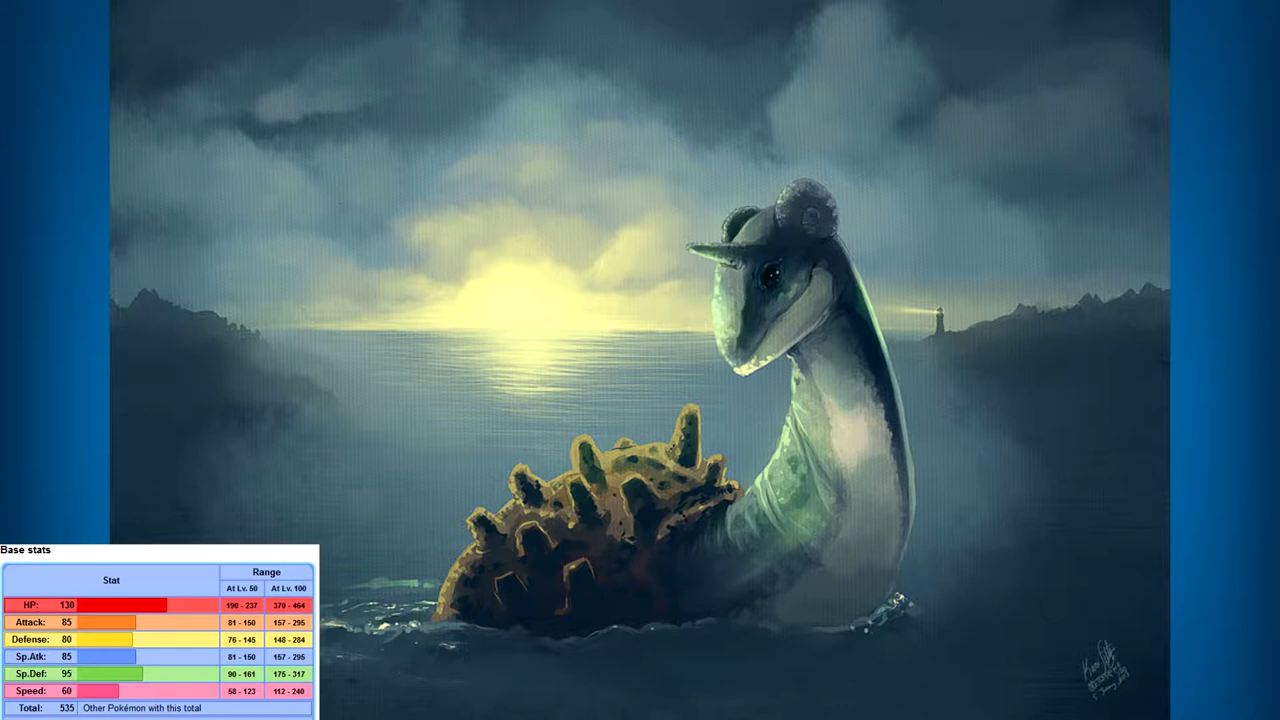 Base stats
Stat Range
At Lv. 50 At Lv. 100
HP: 130 190 - 237 370 - 464
Attack: 85 81 - 150 157 - 295
Defense: 80 76 - 145 148 - 284
Sp.Atk: 85 81 - 150 157 - 295
Sp.Def: 95 90 - 161 175 - 317
Speed: 60 58 - 123 112 - 240
Total: 535 Other Pokémon with this total